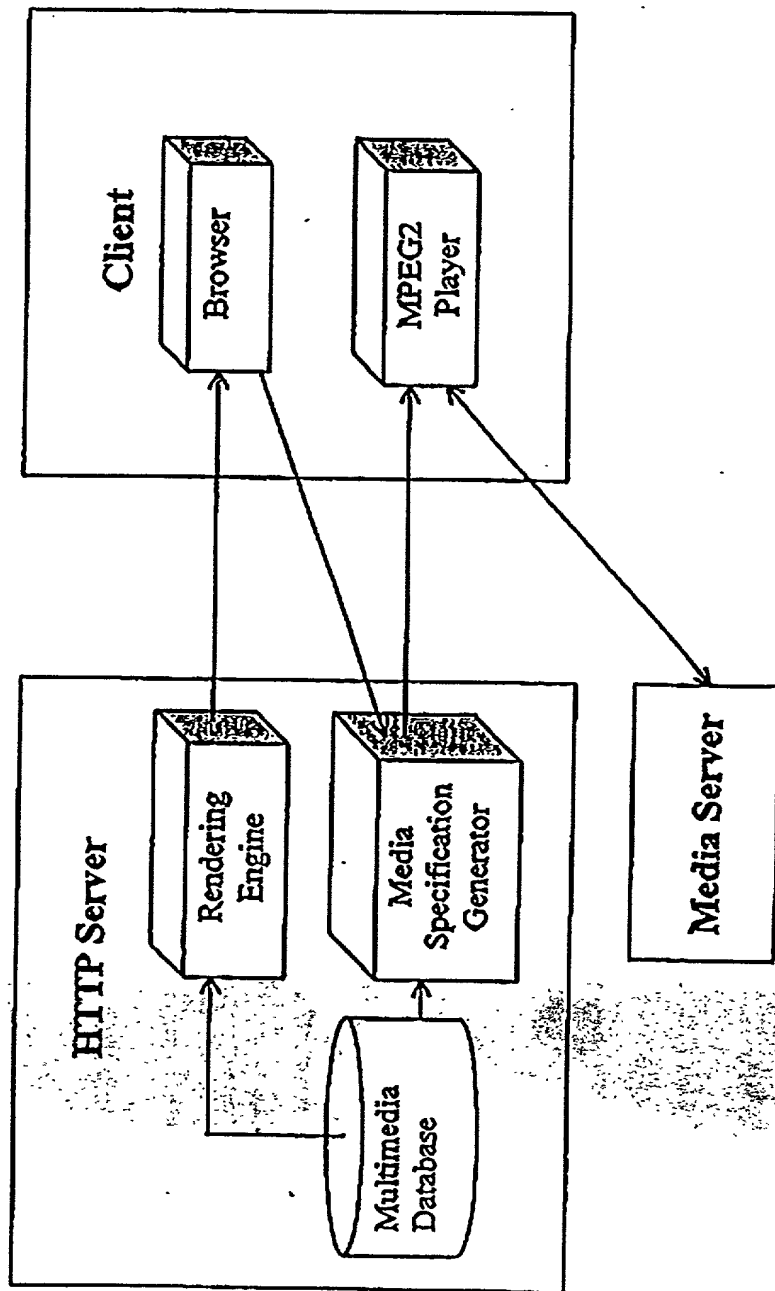 HTTP Server
Rendering
Engine
Multimedia
Database
Media
Specification
Generator
Media Server
Client
Browser
MPEG2
Player